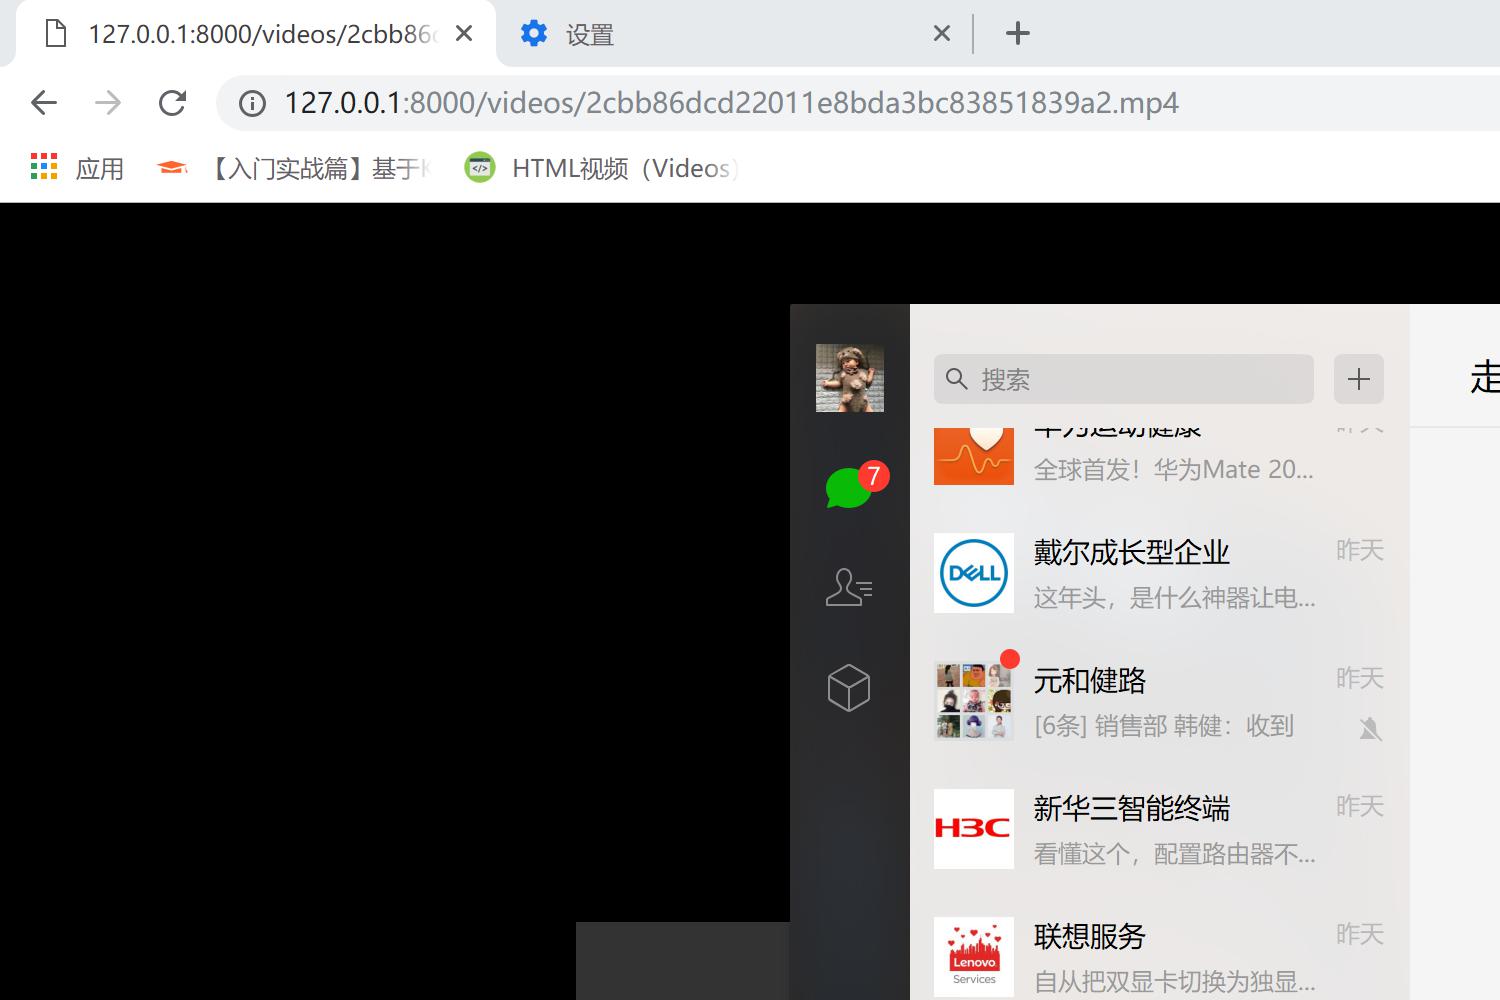 127.0.0.1:8000/videos/2cbb86
设置
127.0.0.1:8000/videos/2cbb86dcd22011e8bda3bc83851839a2.mp4
应用
【入门实战篇】基于
HTML视频（Videos）
搜索
走
7
华为运动健康
昨天
全球首发！华为Mate 20...
DELL
戴尔成长型企业
昨天
这年头，是什么神器让电...
元和健路
昨天
[6条] 销售部 韩健：收到
H3C
新华三智能终端
昨天
看懂这个，配置路由器不...
Lenovo
Services
联想服务
昨天
自从把双显卡切换为独显...